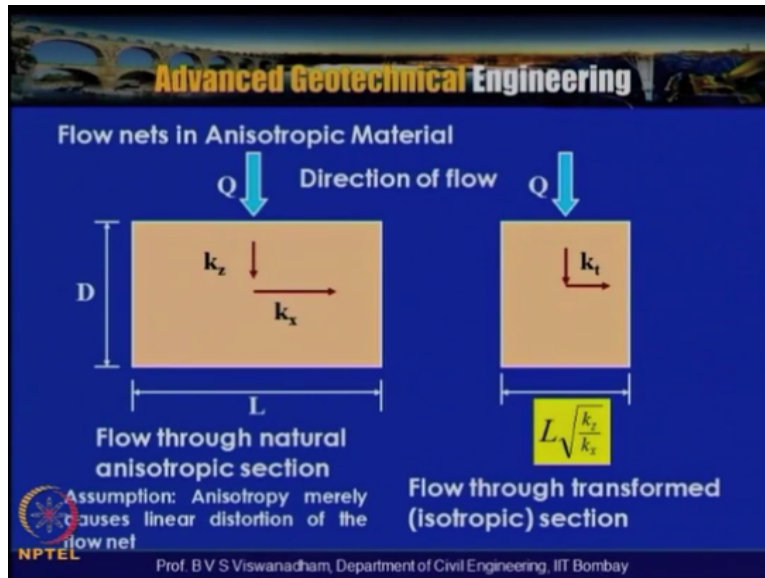 Advanced Geotechnical Engineering
Flow nets in Anisotropic Material
Q Direction of flow Q
k_z k_t
D
k_x
L
L√(k_z/k_x)
Flow through natural
anisotropic section
Assumption: Anisotropy merely
causes linear distortion of the
flow net
Flow through transformed
(isotropic) section
NPTEL
Prof. B V S Viswanadham, Department of Civil Engineering, IIT Bombay